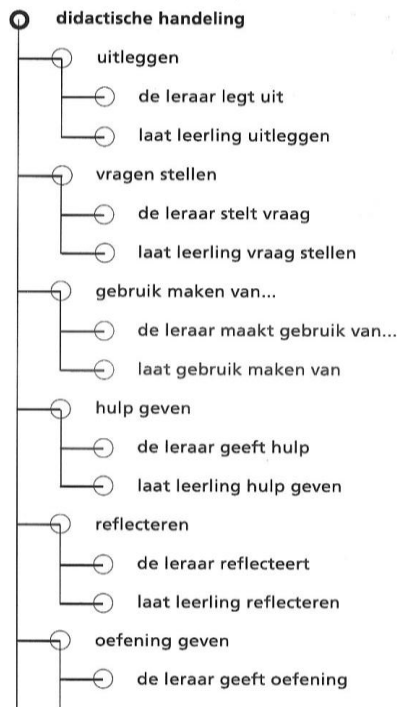 didactische handeling
uitleggen
de leraar legt uit
laat leerling uitleggen
vragen stellen
de leraar stelt vraag
laat leerling vraag stellen
gebruik maken van...
de leraar maakt gebruik van...
laat gebruik maken van
hulp geven
de leraar geeft hulp
laat leerling hulp geven
reflecteren
de leraar reflecteert
laat leerling reflecteren
oefening geven
de leraar geeft oefening